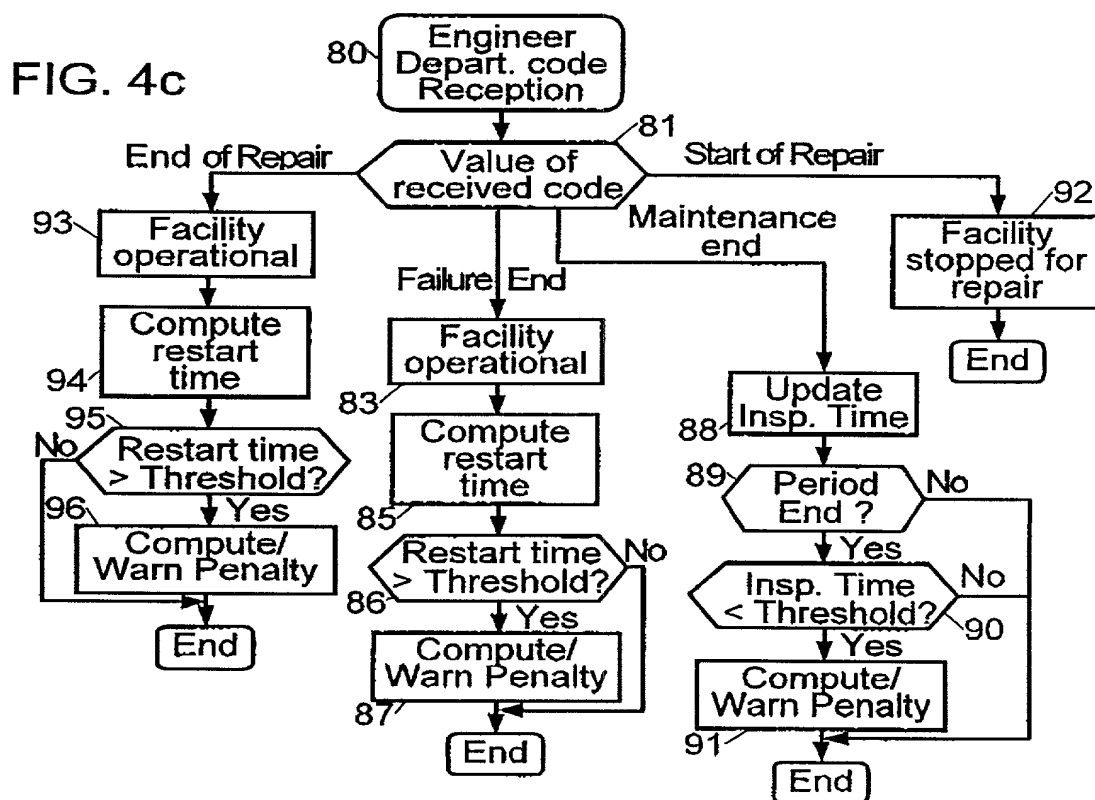 FIG. 4c
80
Engineer
Depart. code
Reception
81
Value of
received code
End of Repair
Start of Repair
Failure End
Maintenance
end
93
Facility
operational
94
Compute
restart
time
95
Restart time
> Threshold?
No
Yes
96
Compute/
Warn Penalty
End
83
Facility
operational
85
Compute
restart
time
86
Restart time
> Threshold?
No
Yes
87
Compute/
Warn Penalty
End
88
Update
Insp. Time
89
Period
End ?
No
Yes
90
Insp. Time
< Threshold?
No
Yes
91
Compute/
Warn Penalty
End
92
Facility
stopped for
repair
End